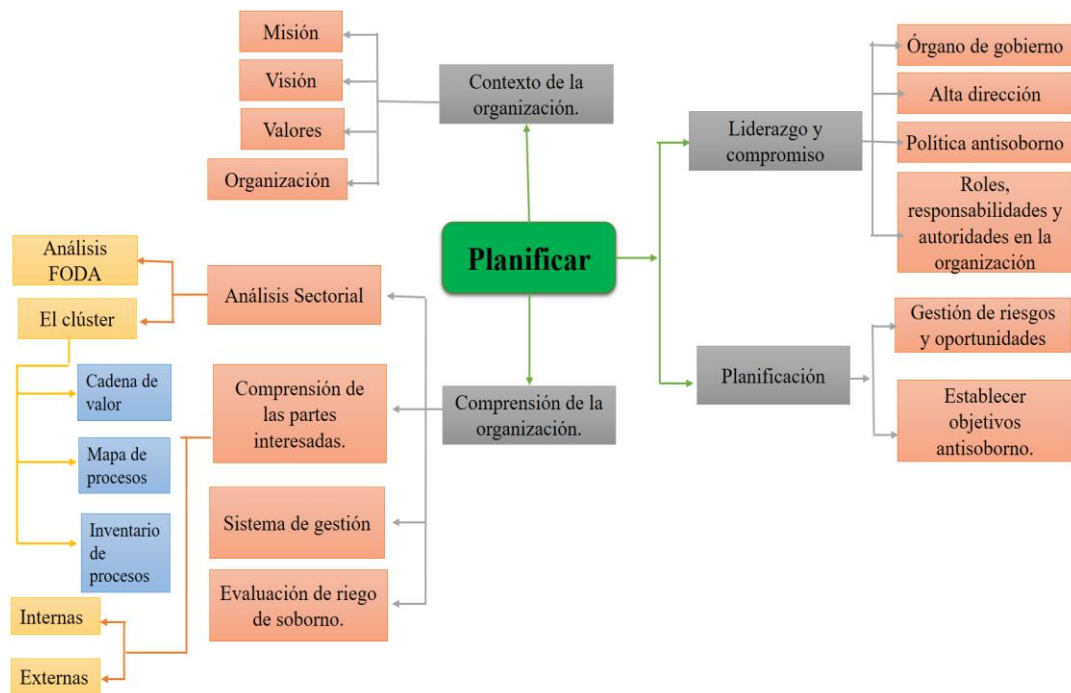 Misión
Visión
Valores
Organización
Contexto de la
organización.
Liderazgo y
compromiso
Órgano de gobierno
Alta dirección
Política antisoborno
Roles,
responsabilidades y
autoridades en la
organización
Planificar
Análisis
FODA
El clúster
Análisis Sectorial
Cadena de
valor
Mapa de
procesos
Inventario
de
procesos
Comprensión de
las partes
interesadas.
Comprensión de la
organización.
Sistema de gestión
Evaluación de riego
de soborno.
Internas
Externas
Planificación
Gestión de riesgos
y oportunidades
Establecer
objetivos
antisoborno.